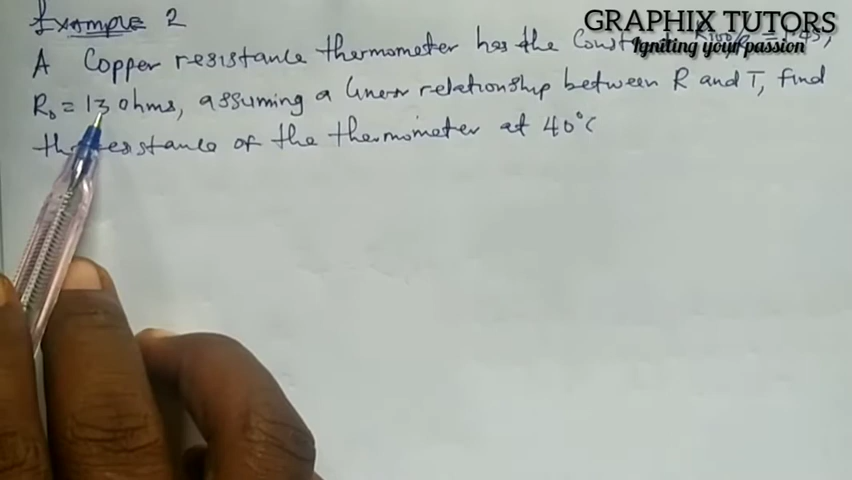 EXAMPLE 2
GRAPHIX TUTORS
Igniting your passion
A Copper resistance thermometer has the
R₀ = 13 ohms, assuming a linear relationship between R and T, find
the resistance of the thermometer at 40°C